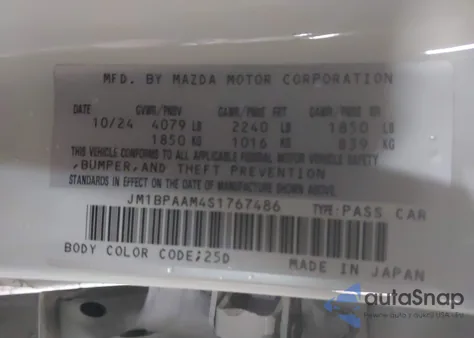 MFD. BY MAZDA MOTOR CORPORATION
DATE GVWR/PNBV GAWR/PNBE FRT GAWR/PNBE RR
10/24 4079 LB 2240 LB 1850 LB
1850 KG 1016 KG 839 KG
THIS VEHICLE CONFORMS TO ALL APPLICABLE FEDERAL MOTOR VEHICLE SAFETY
,BUMPER,AND THEFT PREVENTION
STANDARDS IN EFFECT ON THE DATE OF MANUFACTURE SHOWN ABOVE.
JM1BPAAM4S1767486 TYPE:PASS CAR
BODY COLOR CODE;25D
MADE IN JAPAN
autoSnap